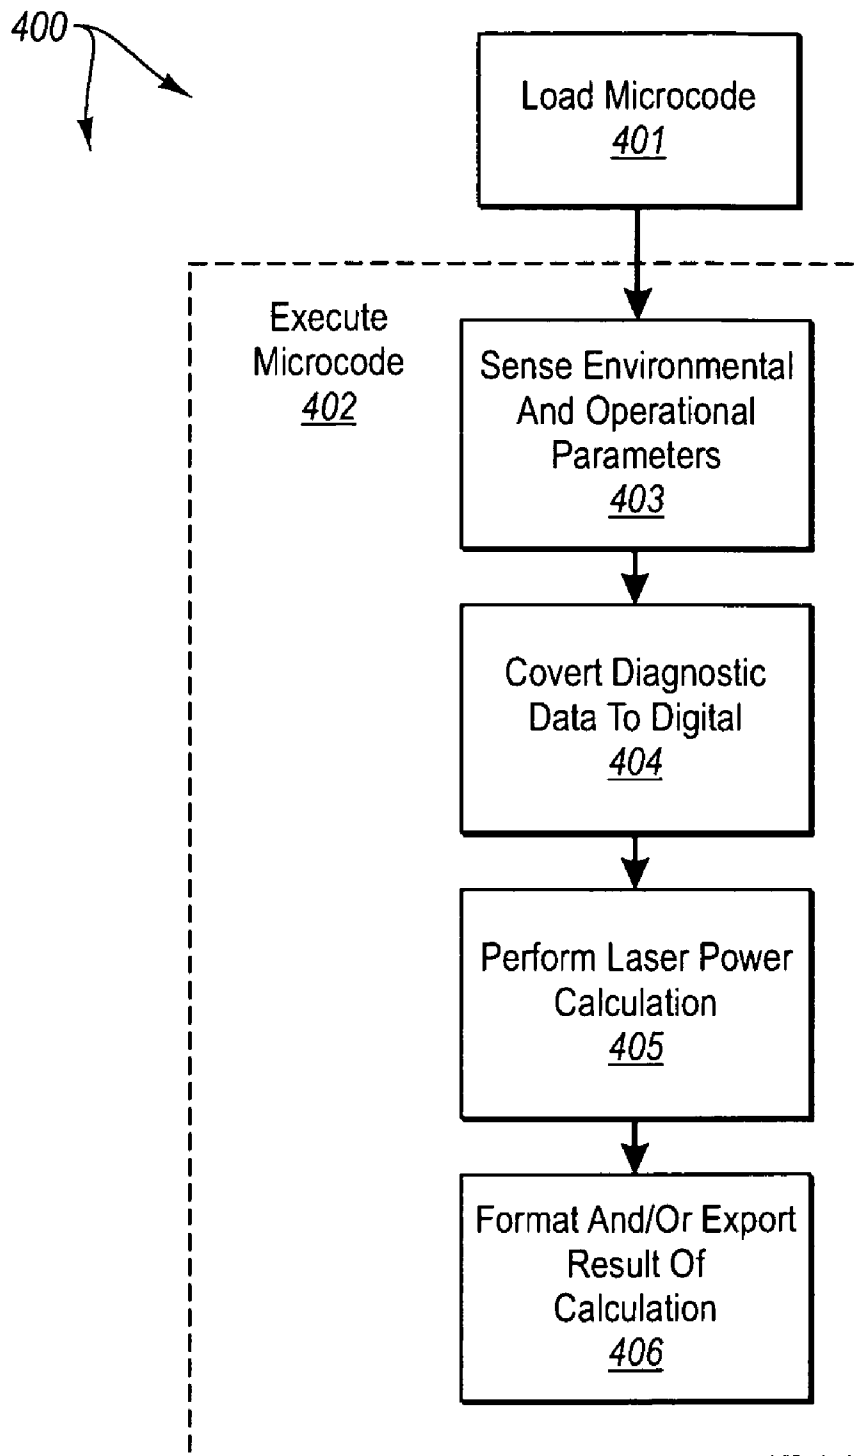 400
Load Microcode
401
Execute
Microcode
402
Sense Environmental
And Operational
Parameters
403
Covert Diagnostic
Data To Digital
404
Perform Laser Power
Calculation
405
Format And/Or Export
Result Of
Calculation
406